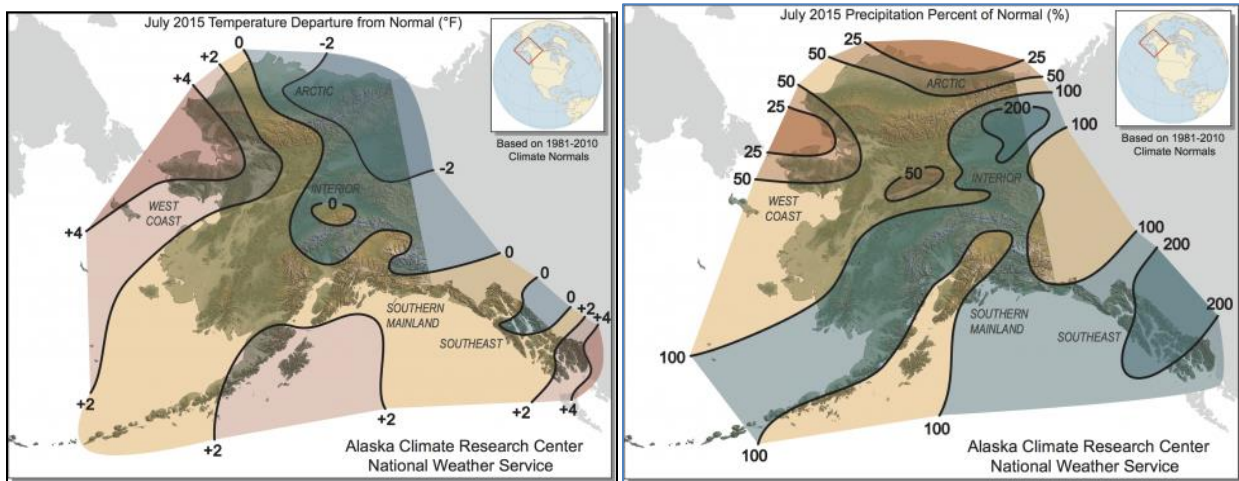 July 2015 Temperature Departure from Normal (°F)
0
-2
+2
+4
ARCTIC
Based on 1981-2010
Climate Normals
-2
INTERIOR
0
WEST
COAST
+4
0
0
0
SOUTHERN
MAINLAND
+2
+4
SOUTHEAST
+2
+2
+2
+4
+2
Alaska Climate Research Center
National Weather Service
July 2015 Precipitation Percent of Normal (%)
25
50
25
50
ARCTIC
50
100
200
25
100
Based on 1981-2010
Climate Normals
25
50
50
INTERIOR
WEST
COAST
100
200
200
SOUTHERN
MAINLAND
SOUTHEAST
100
100
100
Alaska Climate Research Center
National Weather Service